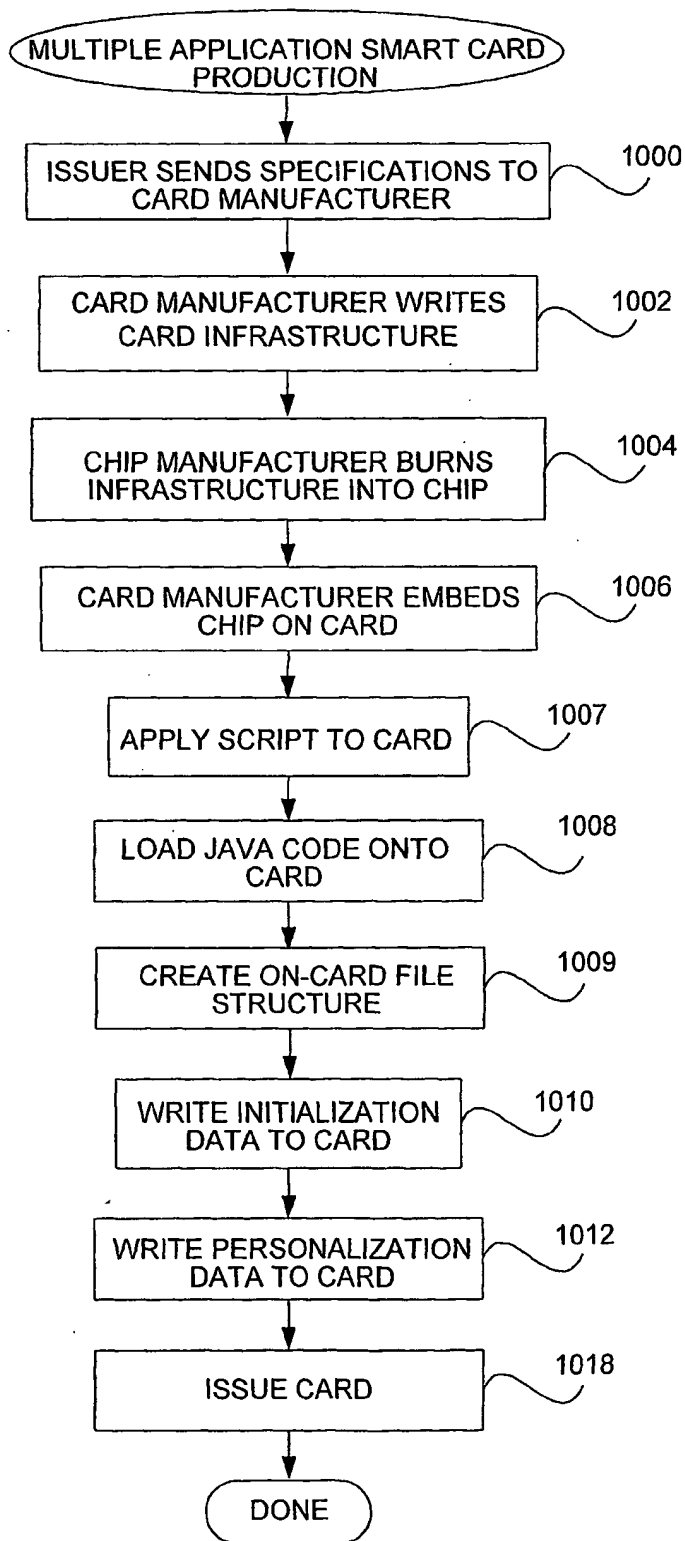 MULTIPLE APPLICATION SMART CARD
PRODUCTION
ISSUER SENDS SPECIFICATIONS TO
CARD MANUFACTURER
1000
CARD MANUFACTURER WRITES
CARD INFRASTRUCTURE
1002
CHIP MANUFACTURER BURNS
INFRASTRUCTURE INTO CHIP
1004
CARD MANUFACTURER EMBEDS
CHIP ON CARD
1006
APPLY SCRIPT TO CARD
1007
LOAD JAVA CODE ONTO
CARD
1008
CREATE ON-CARD FILE
STRUCTURE
1009
WRITE INITIALIZATION
DATA TO CARD
1010
WRITE PERSONALIZATION
DATA TO CARD
1012
ISSUE CARD
1018
DONE